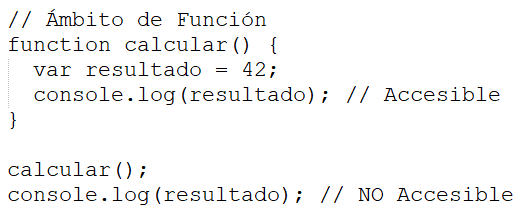 // Ámbito de Función
function calcular() {
  var resultado = 42;
  console.log(resultado); // Accesible
}

calcular();
console.log(resultado); // NO Accesible